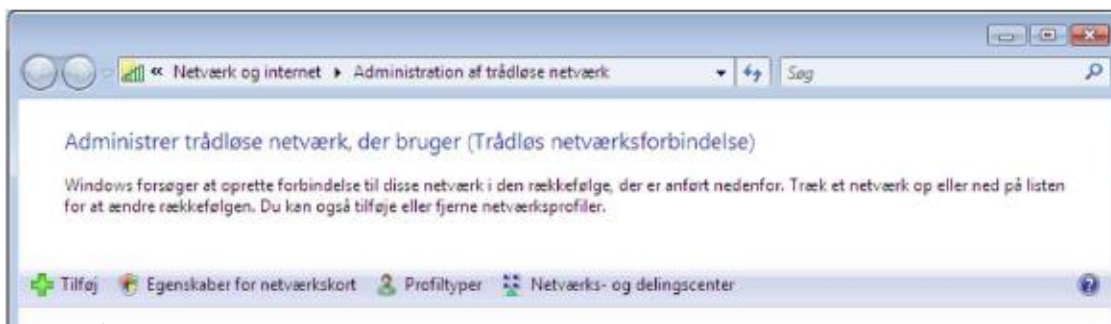 « Netværk og internet ▸ Administration af trådløse netværk
Søg
Administrer trådløse netværk, der bruger (Trådløs netværksforbindelse)
Windows forsøger at oprette forbindelse til disse netværk i den rækkefølge, der er anført nedenfor. Træk et netværk op eller ned på listen
for at ændre rækkefølgen. Du kan også tilføje eller fjerne netværksprofiler.
Tilføj Egenskaber for netværkskort Profiltyper Netværks- og delingscenter